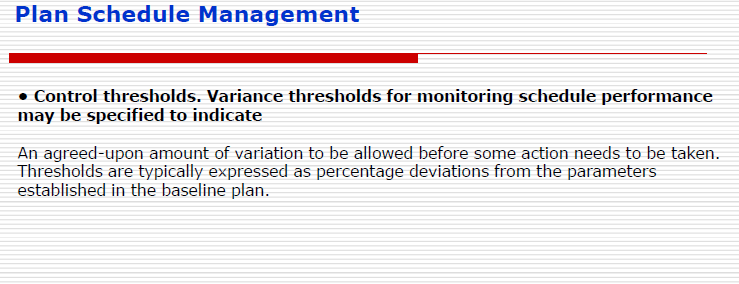 Plan Schedule Management
• Control thresholds. Variance thresholds for monitoring schedule performance
may be specified to indicate
An agreed-upon amount of variation to be allowed before some action needs to be taken.
Thresholds are typically expressed as percentage deviations from the parameters
established in the baseline plan.